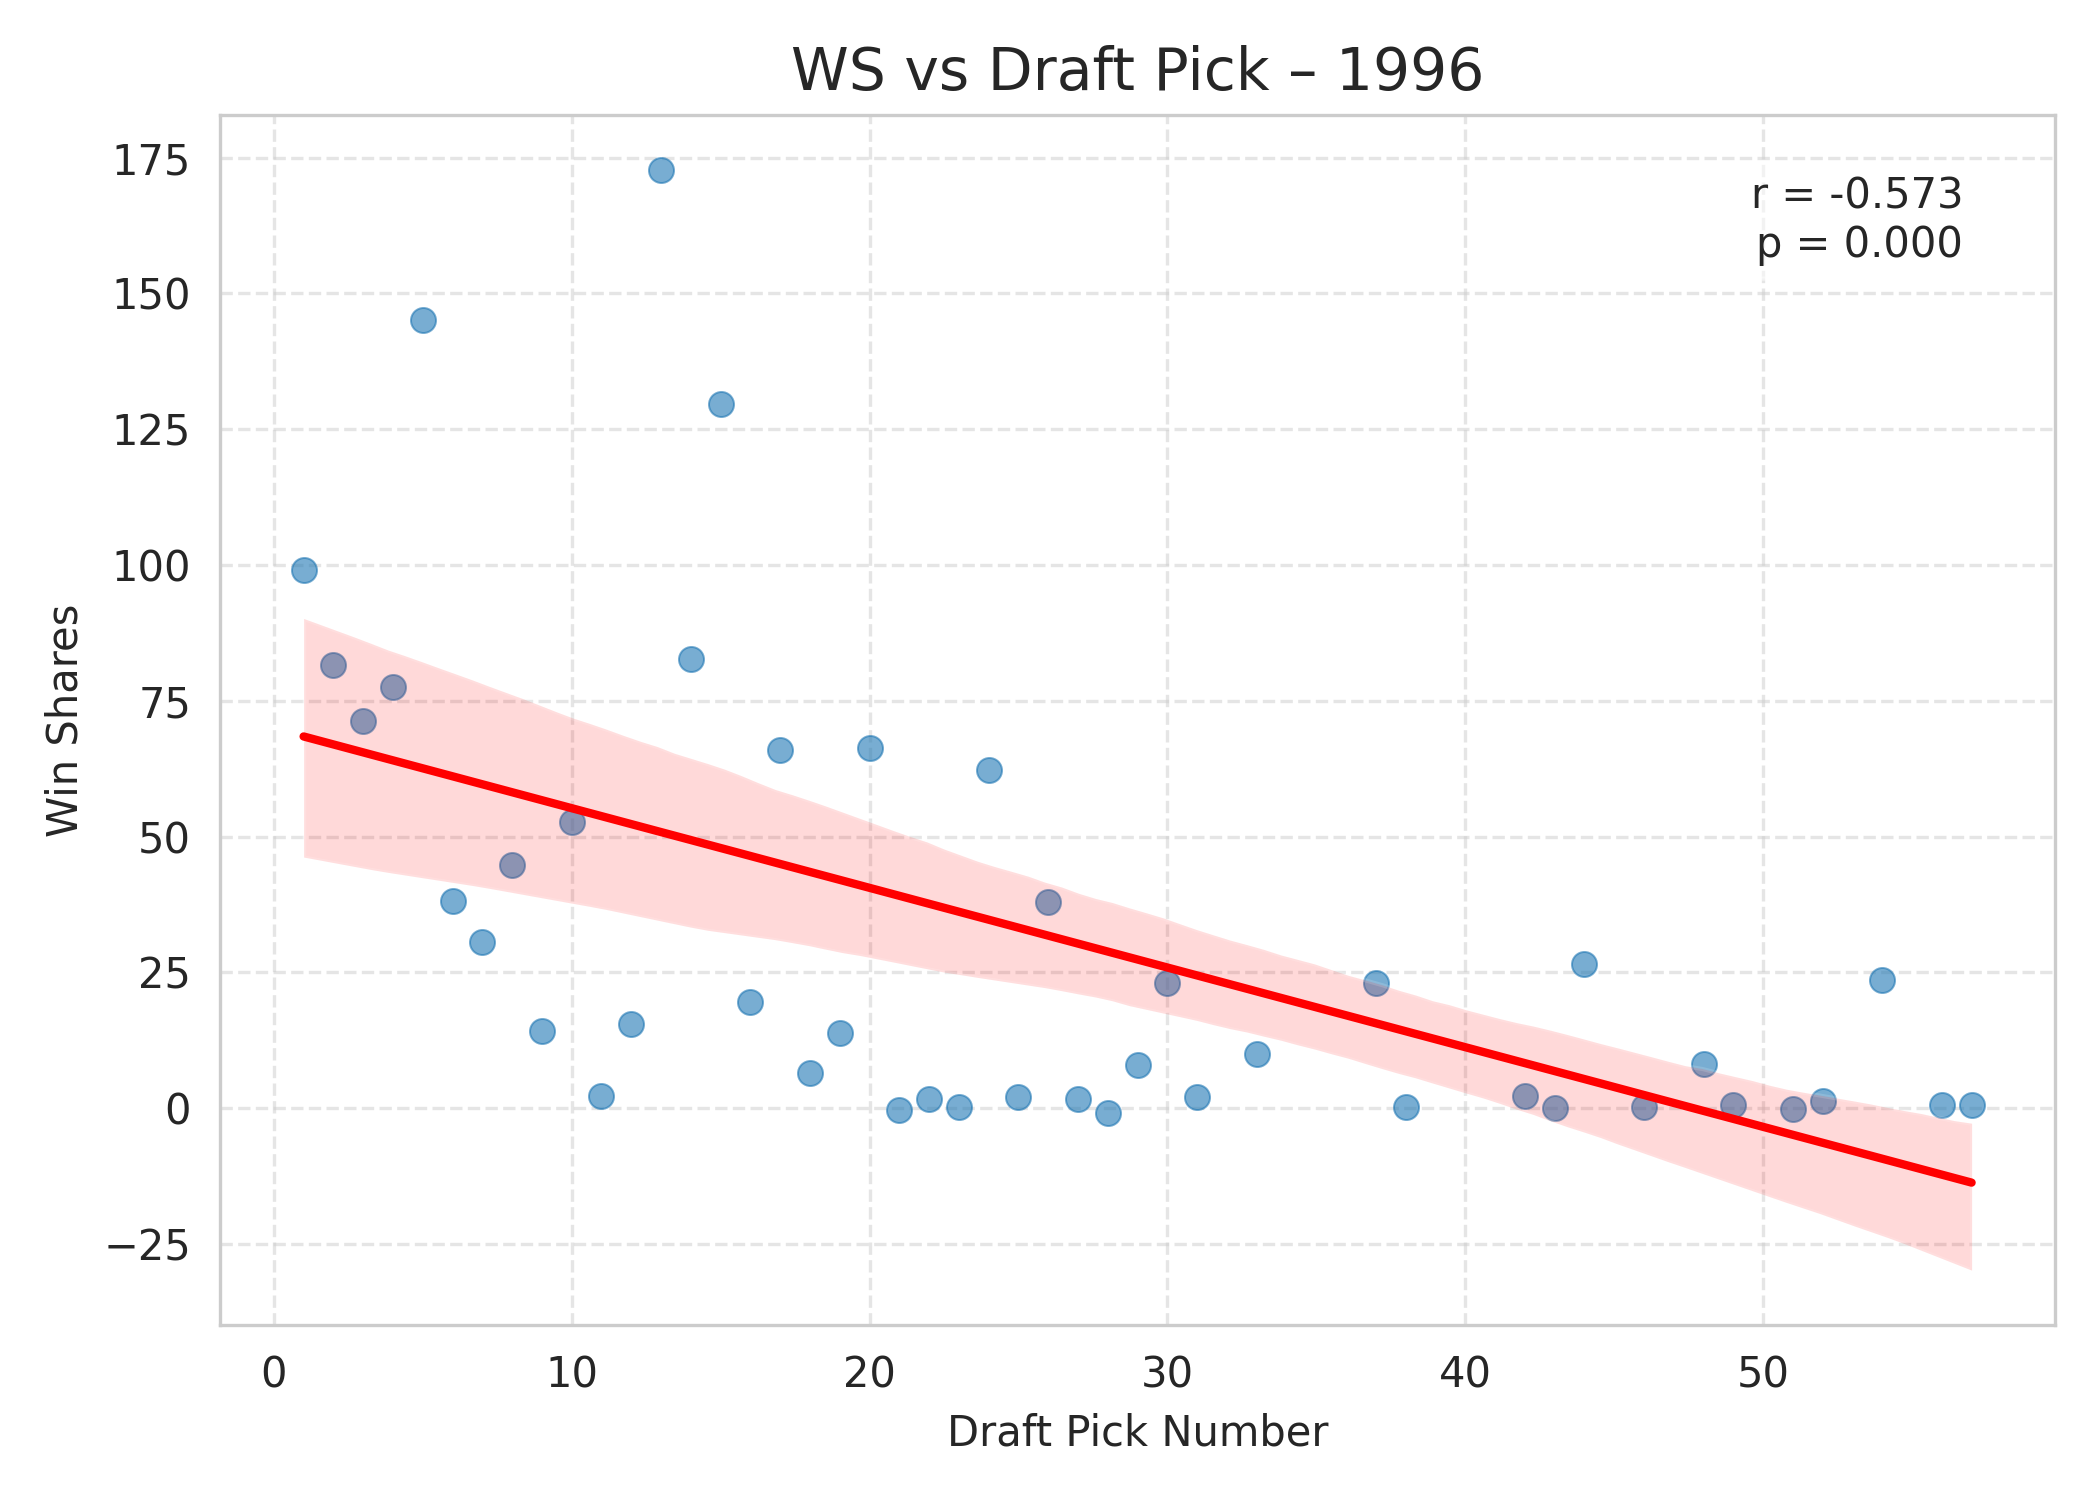 WS vs Draft Pick – 1996
r = -0.573
p = 0.000
175
150
125
100
75
50
25
0
−25
Win Shares
0 10 20 30 40 50
Draft Pick Number